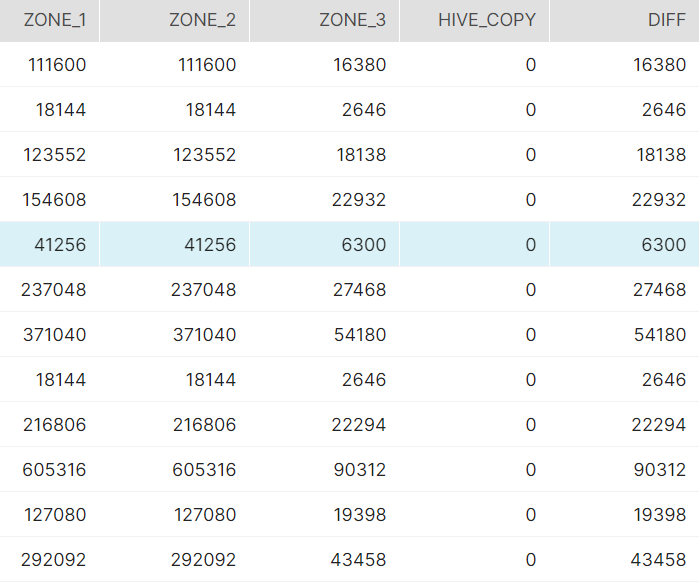 ZONE_1 ZONE_2 ZONE_3 HIVE_COPY DIFF
111600 111600 16380 0 16380
18144 18144 2646 0 2646
123552 123552 18138 0 18138
154608 154608 22932 0 22932
41256 41256 6300 0 6300
237048 237048 27468 0 27468
371040 371040 54180 0 54180
18144 18144 2646 0 2646
216806 216806 22294 0 22294
605316 605316 90312 0 90312
127080 127080 19398 0 19398
292092 292092 43458 0 43458